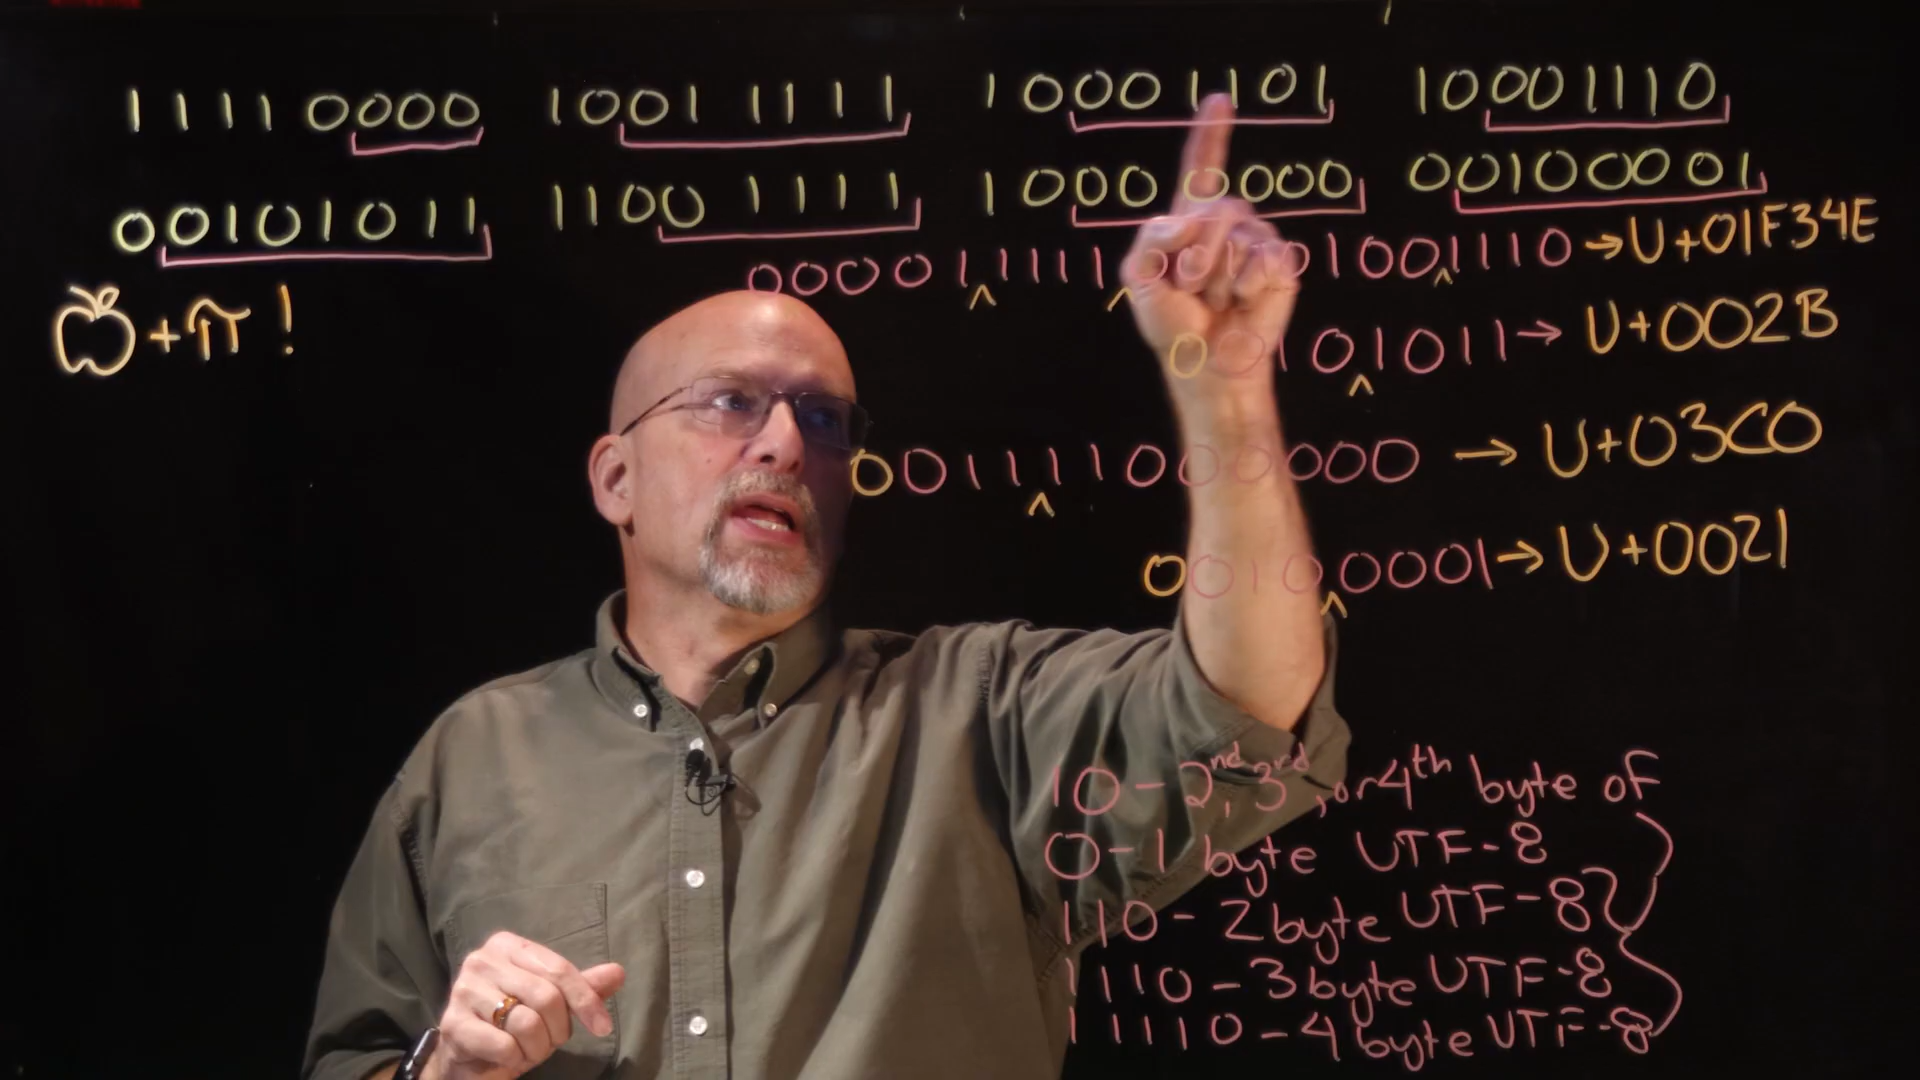 11110000 10011111 10001101 10001110
00101011 11001111 10000000 00100001
000011111001101001110 → U+01F34E
+ π !
00101011 → U+002B
001111000000 → U+03C0
00100001 → U+0021
10 - 2nd, 3rd, or 4th byte of
0 - 1 byte UTF-8
110 - 2 byte UTF-8
1110 - 3 byte UTF-8
11110 - 4 byte UTF-8